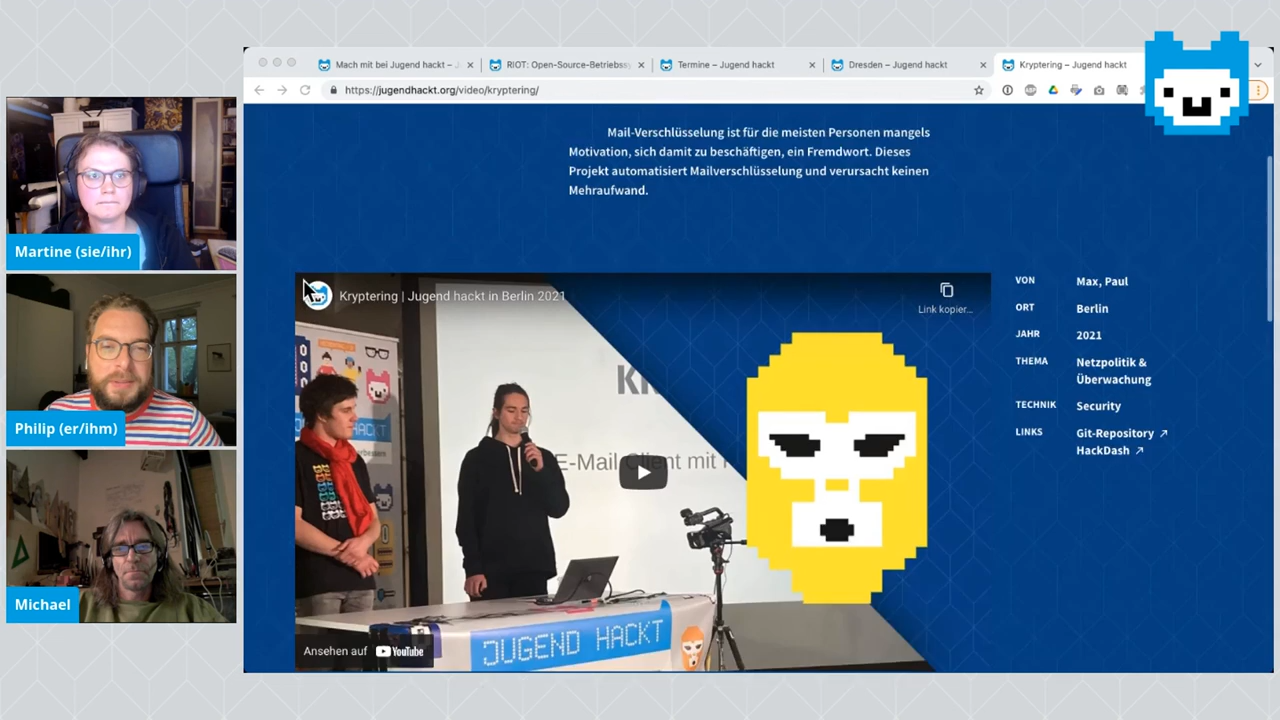 Mach mit bei Jugend hackt – J
RIOT: Open-Source-Betriebssy
Termine – Jugend hackt
Dresden – Jugend hackt
Kryptering – Jugend hackt
https://jugendhackt.org/video/kryptering/
Mail-Verschlüsselung ist für die meisten Personen mangels
Motivation, sich damit zu beschäftigen, ein Fremdwort. Dieses
Projekt automatisiert Mailverschlüsselung und verursacht keinen
Mehraufwand.
Martine (sie/ihr)
Philip (er/ihm)
Michael
Kryptering | Jugend hackt in Berlin 2021
Link kopier...
E-Mail Client mit
JUGEND HACKT
Ansehen auf YouTube
VON Max, Paul
ORT Berlin
JAHR 2021
THEMA Netzpolitik &
Überwachung
TECHNIK Security
LINKS Git-Repository ↗
HackDash ↗